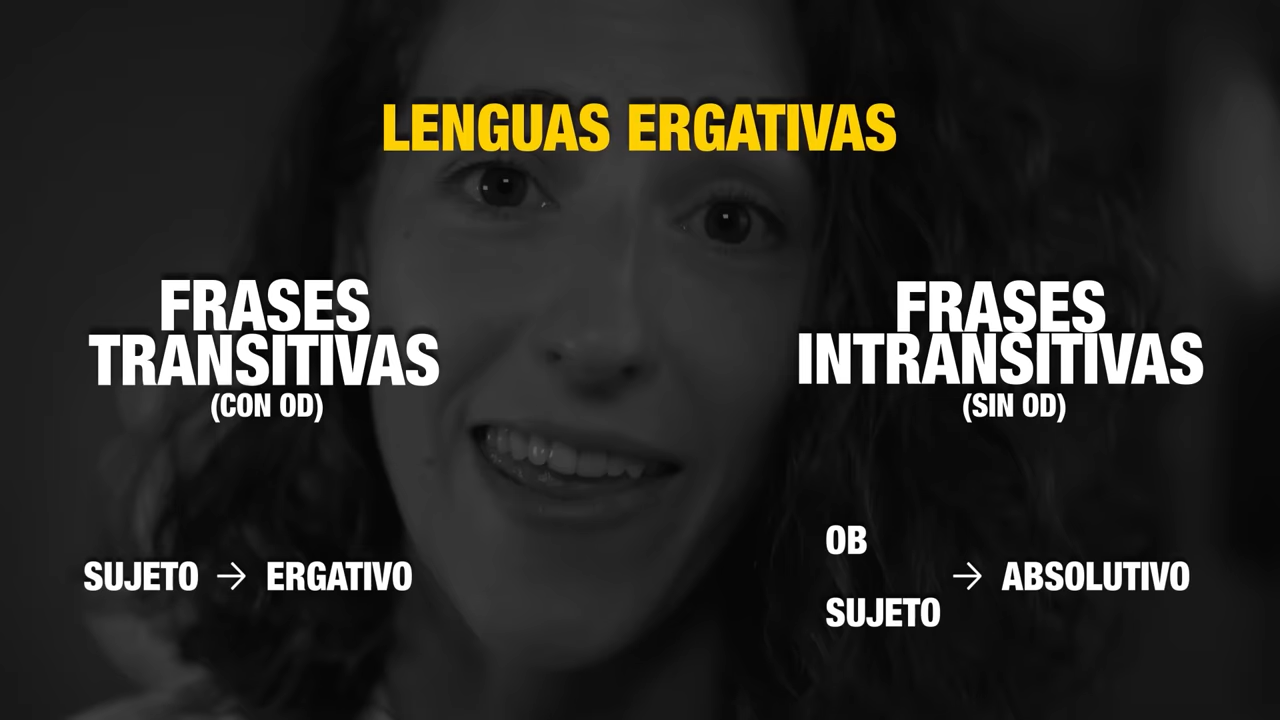 LENGUAS ERGATIVAS
FRASES
TRANSITIVAS
(CON OD)
SUJETO → ERGATIVO
FRASES
INTRANSITIVAS
(SIN OD)
OB
SUJETO
→ ABSOLUTIVO